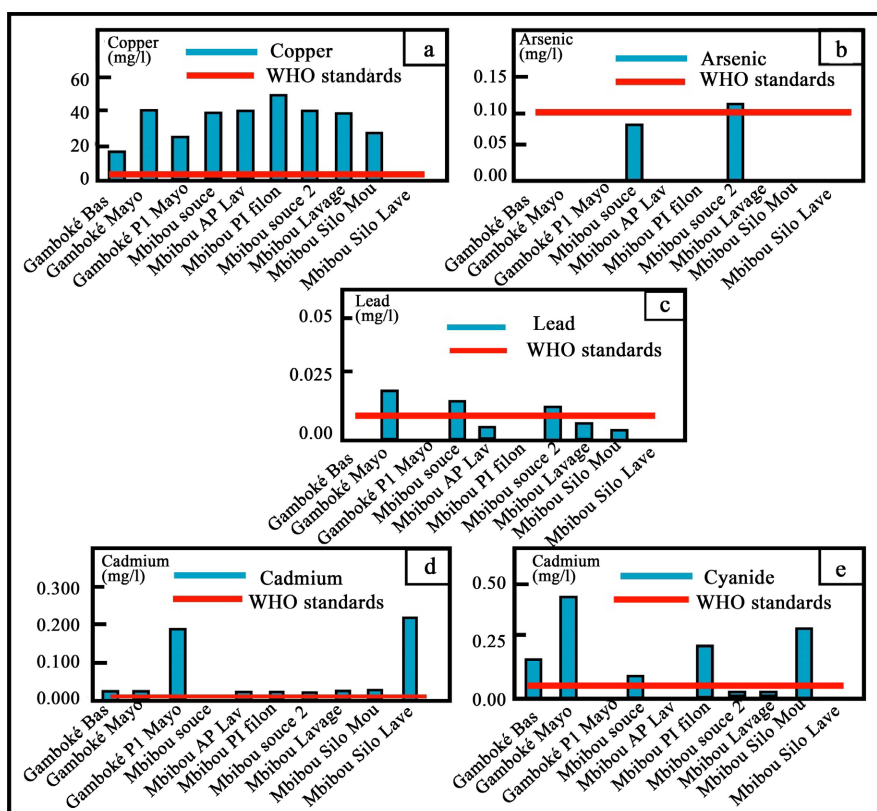 Copper
(mg/l)
Copper
WHO standards
a
60
40
20
0
Gamboké Bas
Gamboké Mayo
Gamboké P1 Mayo
Mbibou souce
Mbibou AP Lav
Mbibou PI filon
Mbibou souce 2
Mbibou Lavage
Mbibou Silo Mou
Mbibou Silo Lave
Arsenic
(mg/l)
Arsenic
WHO standards
b
0.15
0.10
0.05
0.00
Gamboké Bas
Gamboké Mayo
Gamboké P1 Mayo
Mbibou souce
Mbibou AP Lav
Mbibou PI filon
Mbibou souce 2
Mbibou Lavage
Mbibou Silo Mou
Mbibou Silo Lave
Lead
(mg/l)
Lead
WHO standards
c
0.05
0.025
0.00
Gamboké Bas
Gamboké Mayo
Gamboké P1 Mayo
Mbibou souce
Mbibou AP Lav
Mbibou PI filon
Mbibou souce 2
Mbibou Lavage
Mbibou Silo Mou
Mbibou Silo Lave
Cadmium
(mg/l)
Cadmium
WHO standards
d
0.300
0.200
0.100
0.000
Gamboké Bas
Gamboké Mayo
Gamboké P1 Mayo
Mbibou souce
Mbibou AP Lav
Mbibou PI filon
Mbibou souce 2
Mbibou Lavage
Mbibou Silo Mou
Mbibou Silo Lave
Cadmium
(mg/l)
Cyanide
WHO standards
e
0.50
0.25
0.00
Gamboké Bas
Gamboké Mayo
Gamboké P1 Mayo
Mbibou souce
Mbibou AP Lav
Mbibou PI filon
Mbibou souce 2
Mbibou Lavage
Mbibou Silo Mou
Mbibou Silo Lave